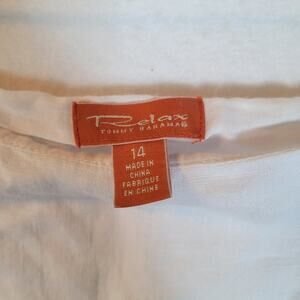 Relax
TOMMY BAHAMA®
14
MADE IN
CHINA
FABRIQUE
EN CHINE